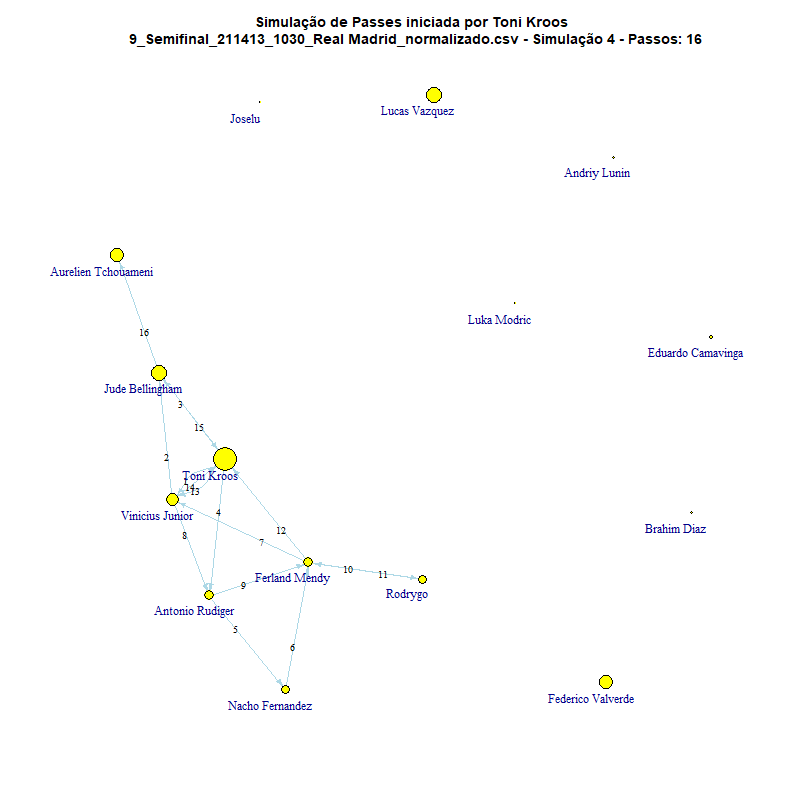 Simulação de Passes iniciada por Toni Kroos
9_Semifinal_211413_1030_Real Madrid_normalizado.csv - Simulação 4 - Passos: 16
Lucas Vazquez
Joselu
Andriy Lunin
Aurelien Tchouameni
Luka Modric
16
Eduardo Camavinga
Jude Bellingham
3
15
2
Toni Kroos
1
14
13
4
Vinicius Junior
Brahim Diaz
12
8
7
10
11
Ferland Mendy
9
Rodrygo
Antonio Rudiger
5
6
Federico Valverde
Nacho Fernandez